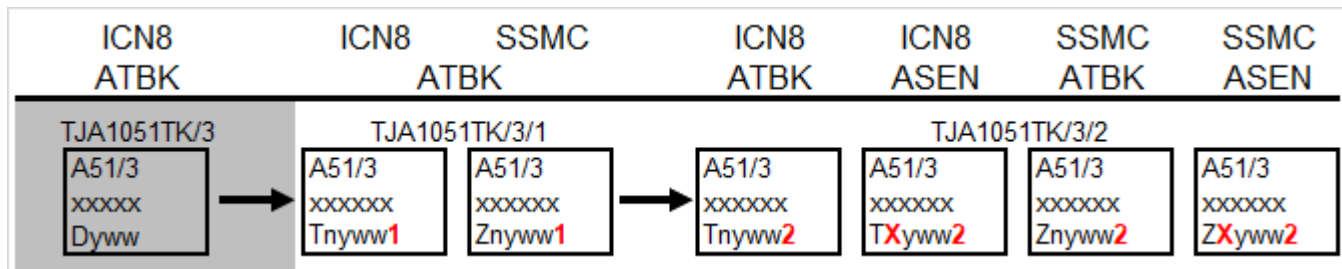 ICN8 ICN8 SSMC ICN8 ICN8 SSMC SSMC
ATBK ATBK ATBK ASEN ATBK ASEN
TJA1051TK/3 TJA1051TK/3/1 TJA1051TK/3/2
A51/3 A51/3 A51/3 A51/3 A51/3 A51/3 A51/3
xxxxx xxxxxx xxxxxx xxxxxx xxxxxx xxxxxx xxxxxx
Dyww Tnyww1 Znyww1 Tnyww2 TXyww2 Znyww2 ZXyww2